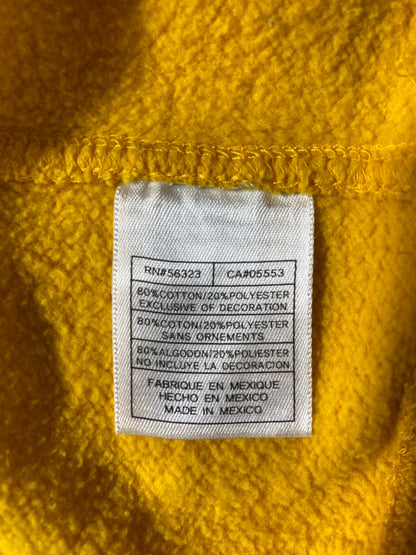 RN#56323 CA#05553
80%COTTON/20%POLYESTER
EXCLUSIVE OF DECORATION
80%COTON/20%POLYESTER
SANS ORNEMENTS
80%ALGODON/20%POLIESTER
NO INCLUYE LA DECORACION
FABRIQUE EN MEXIQUE
HECHO EN MEXICO
MADE IN MEXICO